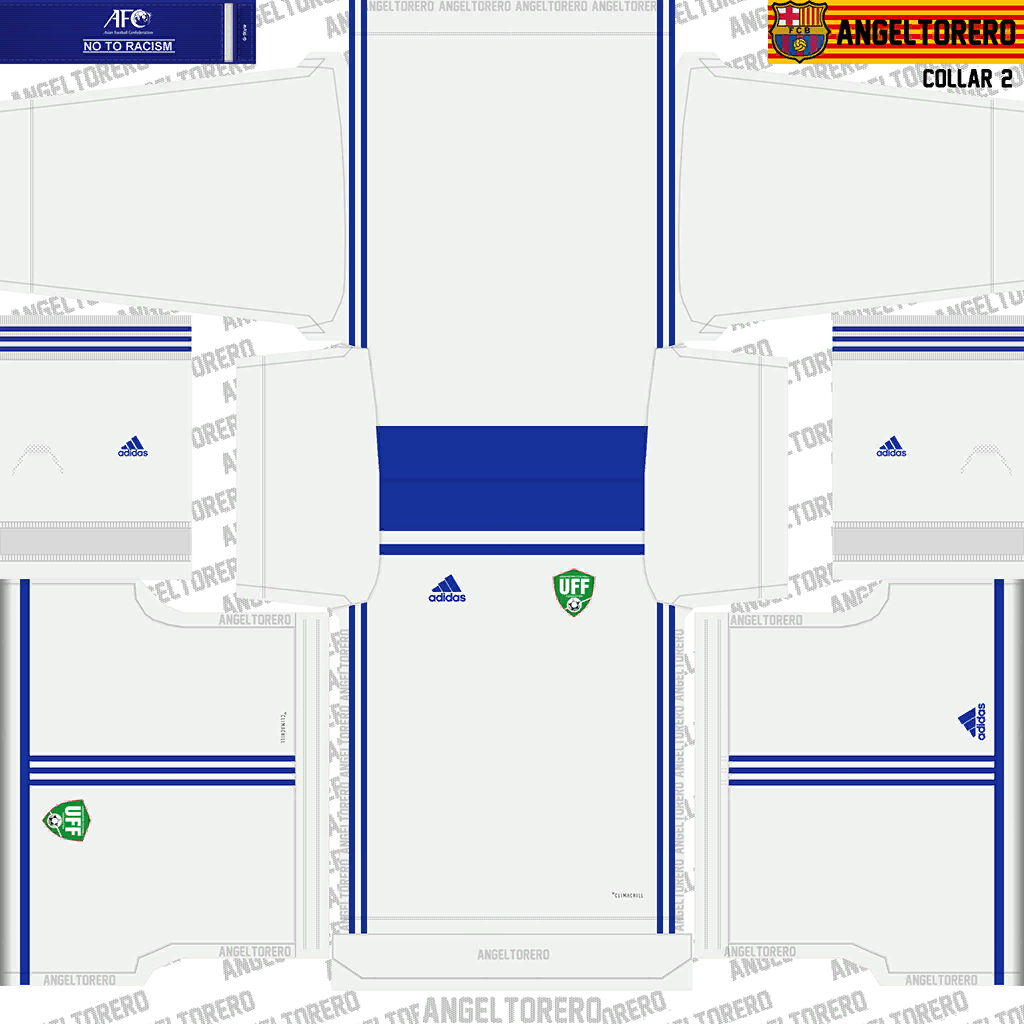 AFC
Asian Football Confederation
NO TO RACISM
G-Style
FCB
ANGELTORERO
COLLAR 2
ANGELTORERO ANGELTORERO ANGELTORERO
adidas
adidas
adidas
UFF
ANGELTORERO
ANGELTORERO
CLIMACHILL
adidas
UFF
CLIMACHILL
ANGELTORERO
ANGELTORERO
ANGELTORERO
ANGELTORERO
ANGELTORERO
ANGELTORERO